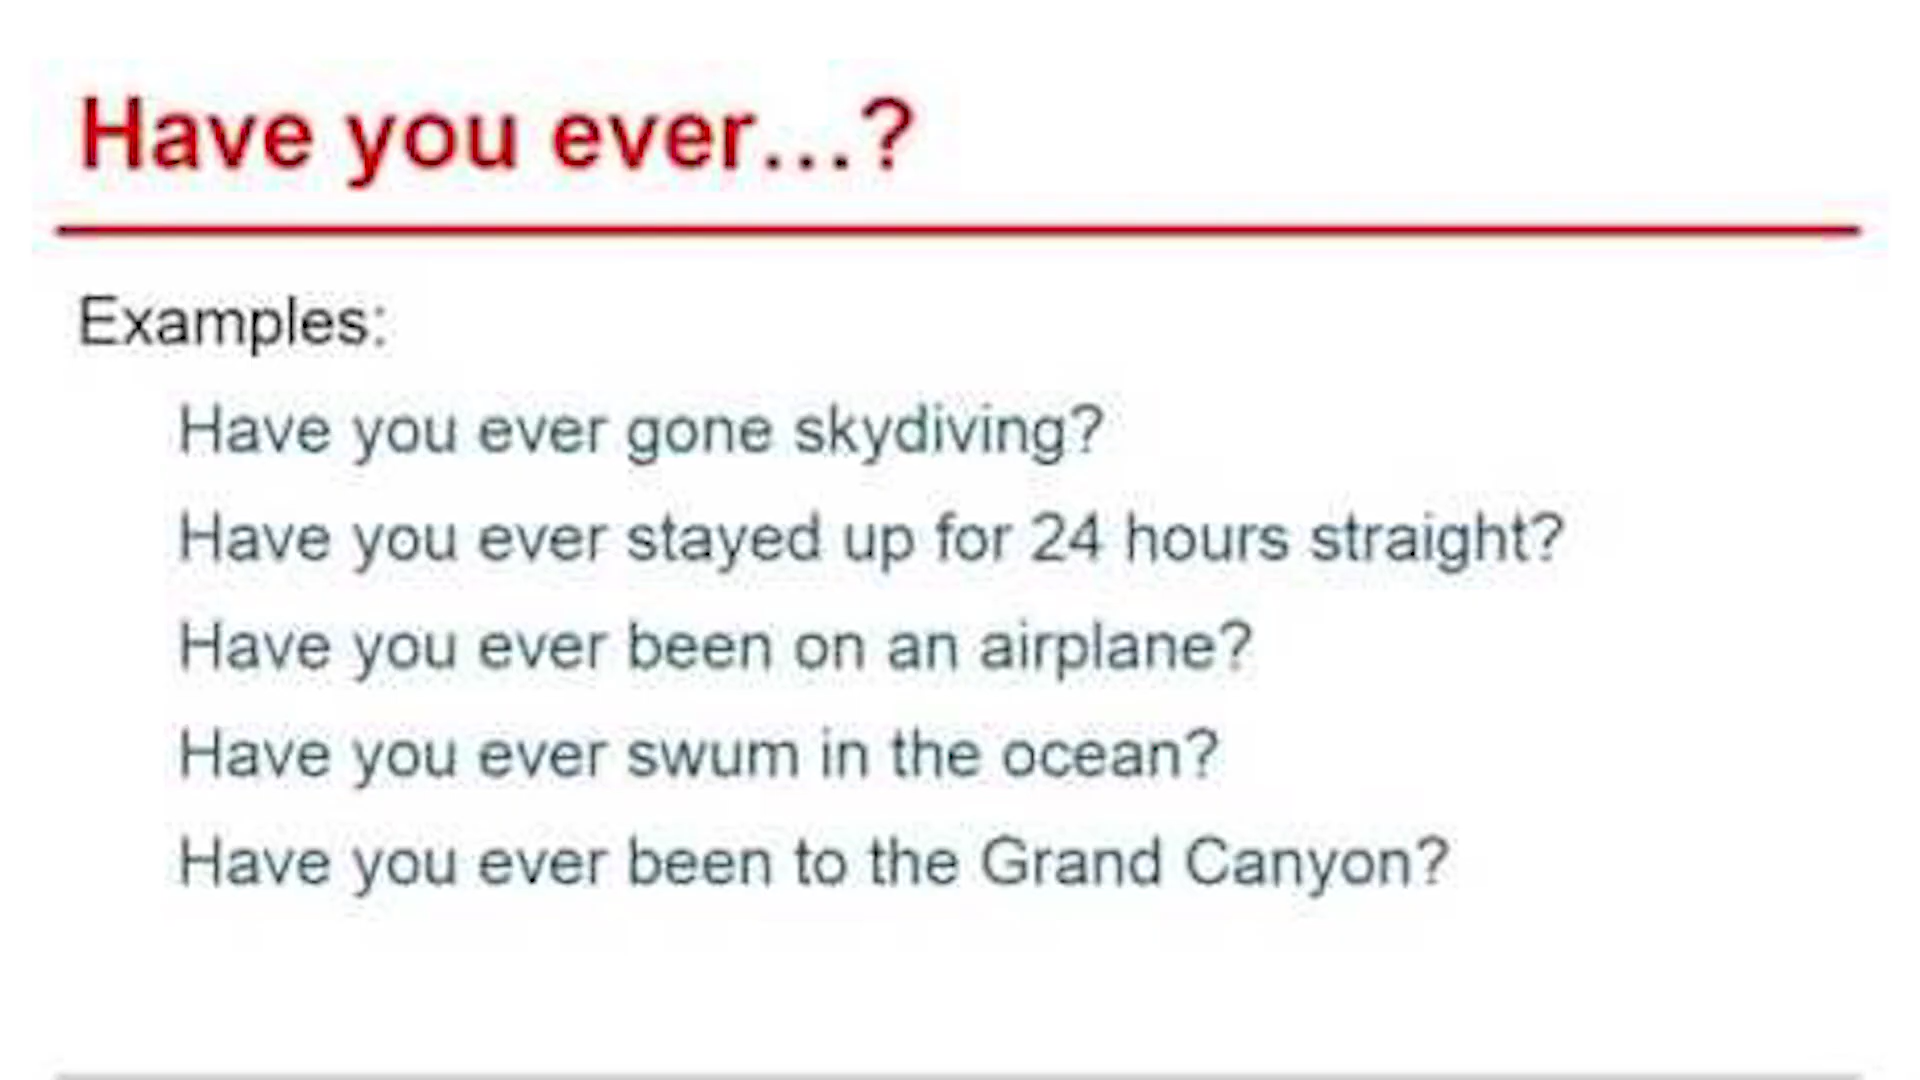 Have you ever...?
Examples:
Have you ever gone skydiving?
Have you ever stayed up for 24 hours straight?
Have you ever been on an airplane?
Have you ever swum in the ocean?
Have you ever been to the Grand Canyon?